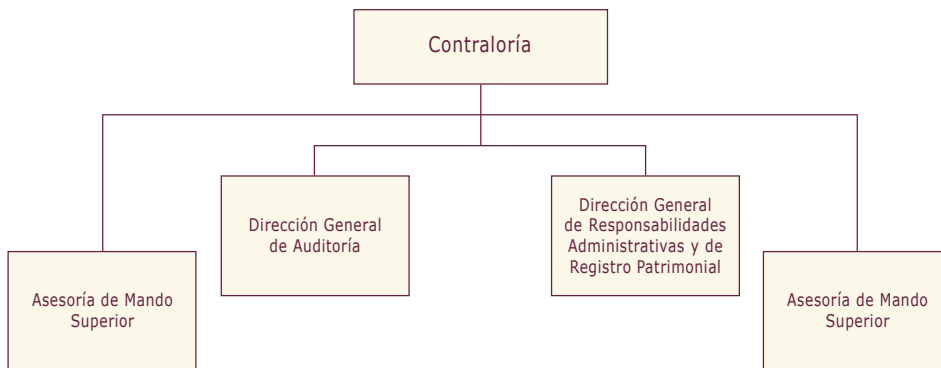 Contraloría
Dirección General
de Auditoría
Dirección General
de Responsabilidades
Administrativas y de
Registro Patrimonial
Asesoría de Mando
Superior
Asesoría de Mando
Superior